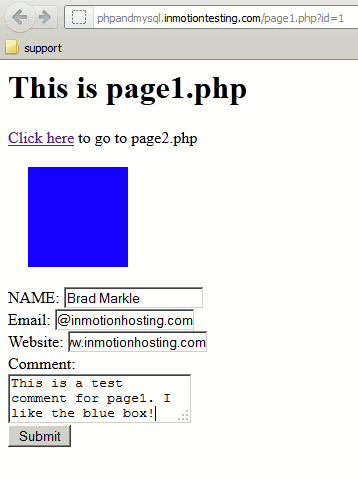 phpandmysql.inmotiontesting.com/page1.php?id=1
support
This is page1.php
Click here to go to page2.php
NAME: Brad Markle
Email: @inmotionhosting.com
Website: w.inmotionhosting.com
Comment:
This is a test
comment for page1. I
like the blue box!
Submit